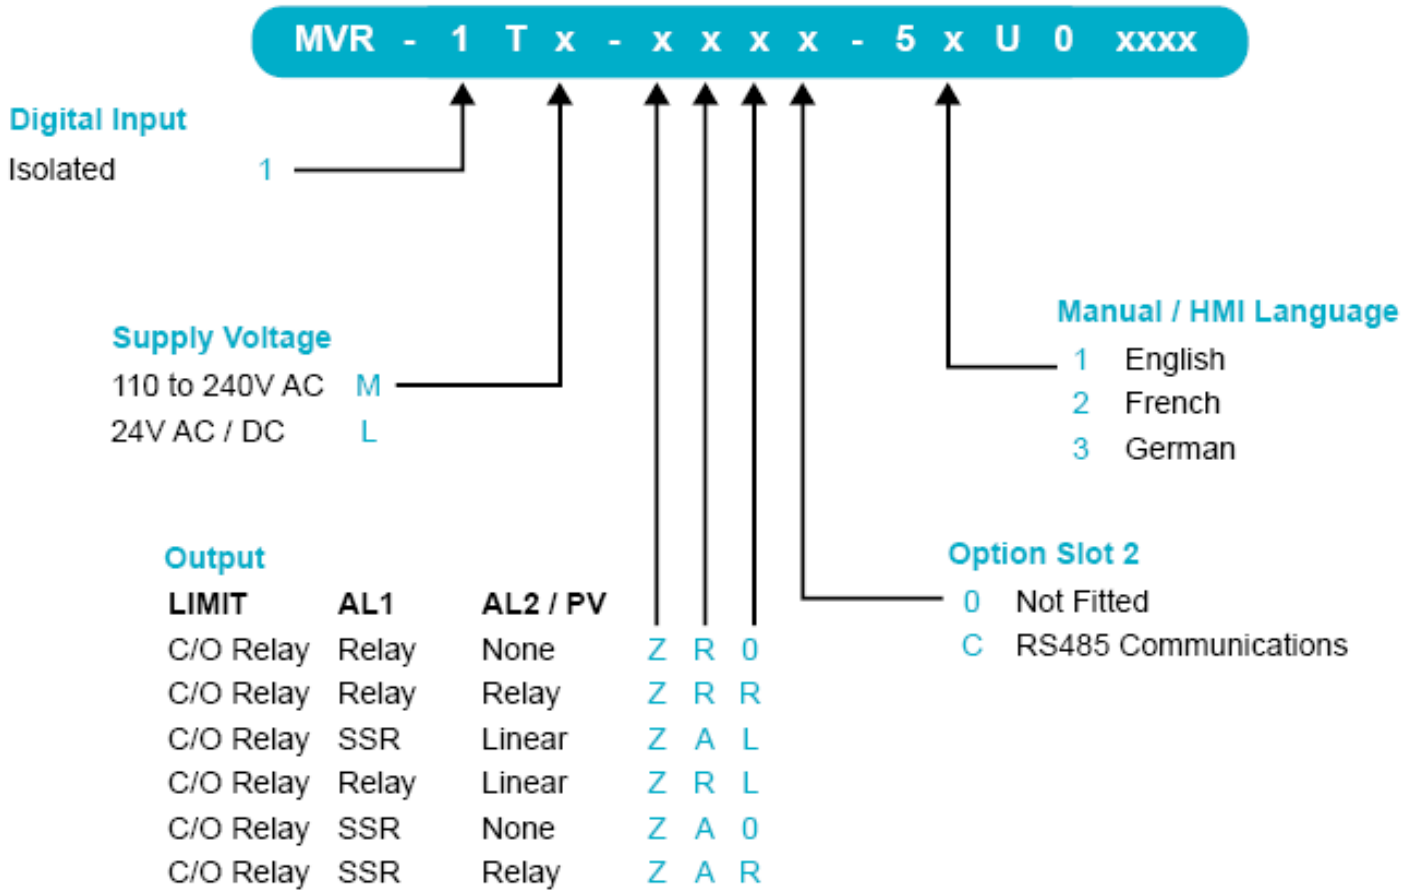 MVR - 1 T x - x x x x - 5 x U 0 xxxx
Digital Input
Isolated 1
Supply Voltage
110 to 240V AC M
24V AC / DC L
Manual / HMI Language
1 English
2 French
3 German
Output
LIMIT AL1 AL2 / PV
C/O Relay Relay None Z R 0
C/O Relay Relay Relay Z R R
C/O Relay SSR Linear Z A L
C/O Relay Relay Linear Z R L
C/O Relay SSR None Z A 0
C/O Relay SSR Relay Z A R
Option Slot 2
0 Not Fitted
C RS485 Communications